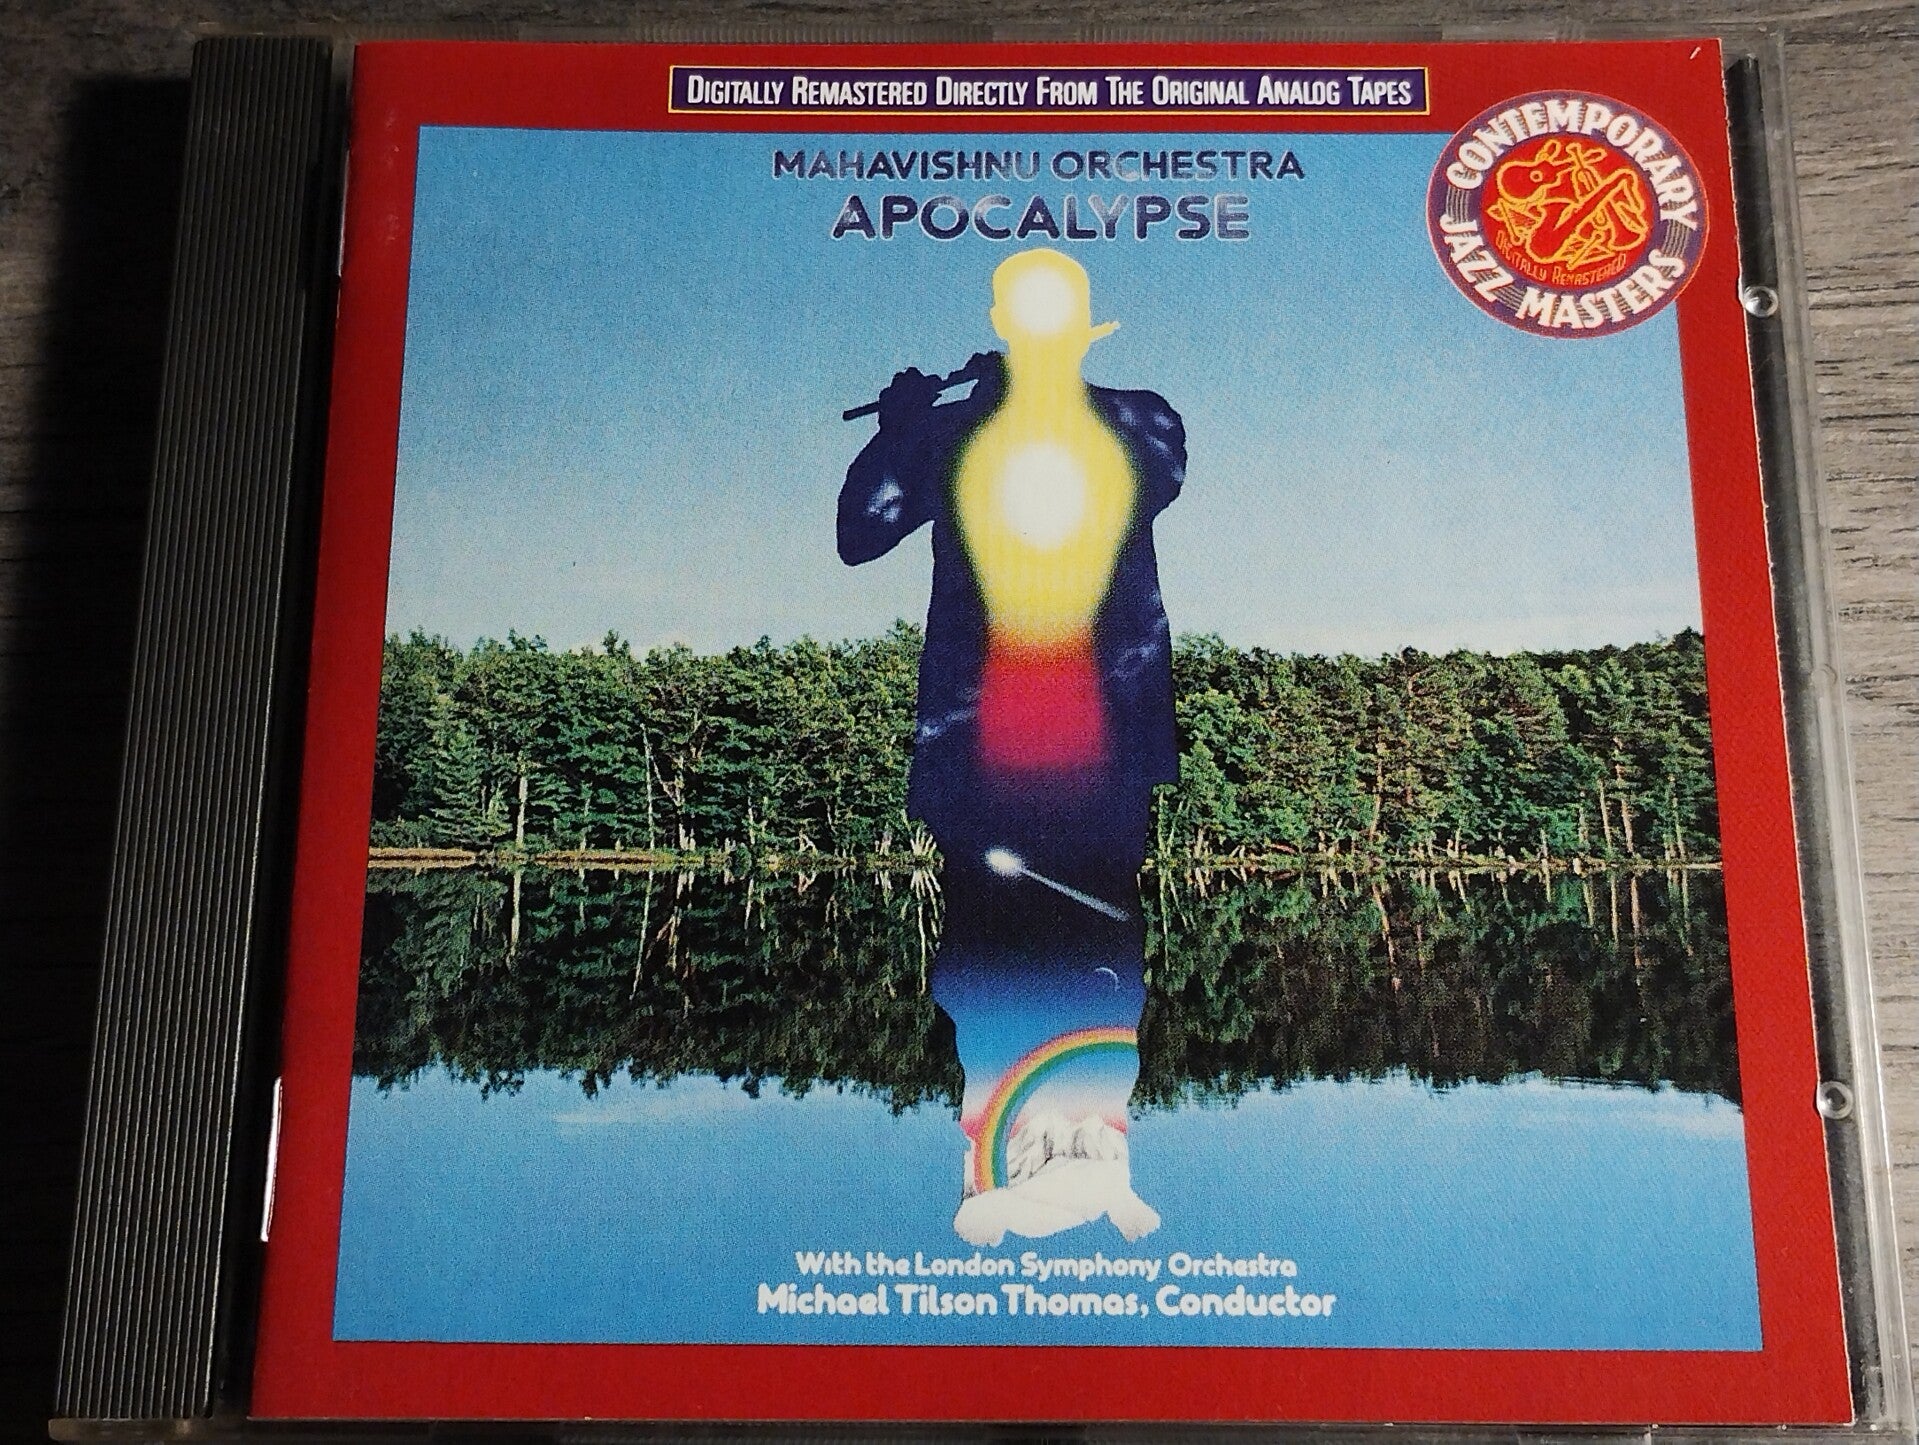 DIGITALLY REMASTERED DIRECTLY FROM THE ORIGINAL ANALOG TAPES
CONTEMPORARY
JAZZ MASTERS
DIGITALLY REMASTERED
MAHAVISHNU ORCHESTRA
APOCALYPSE
With the London Symphony Orchestra
Michael Tilson Thomas, Conductor